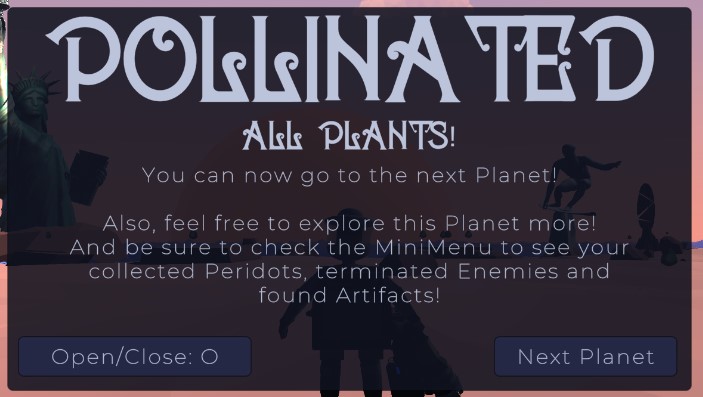 POLLINATED
ALL PLANTS!
You can now go to the next Planet!
Also, feel free to explore this Planet more!
And be sure to check the MiniMenu to see your
collected Peridots, terminated Enemies and
found Artifacts!
Open/Close: O
Next Planet